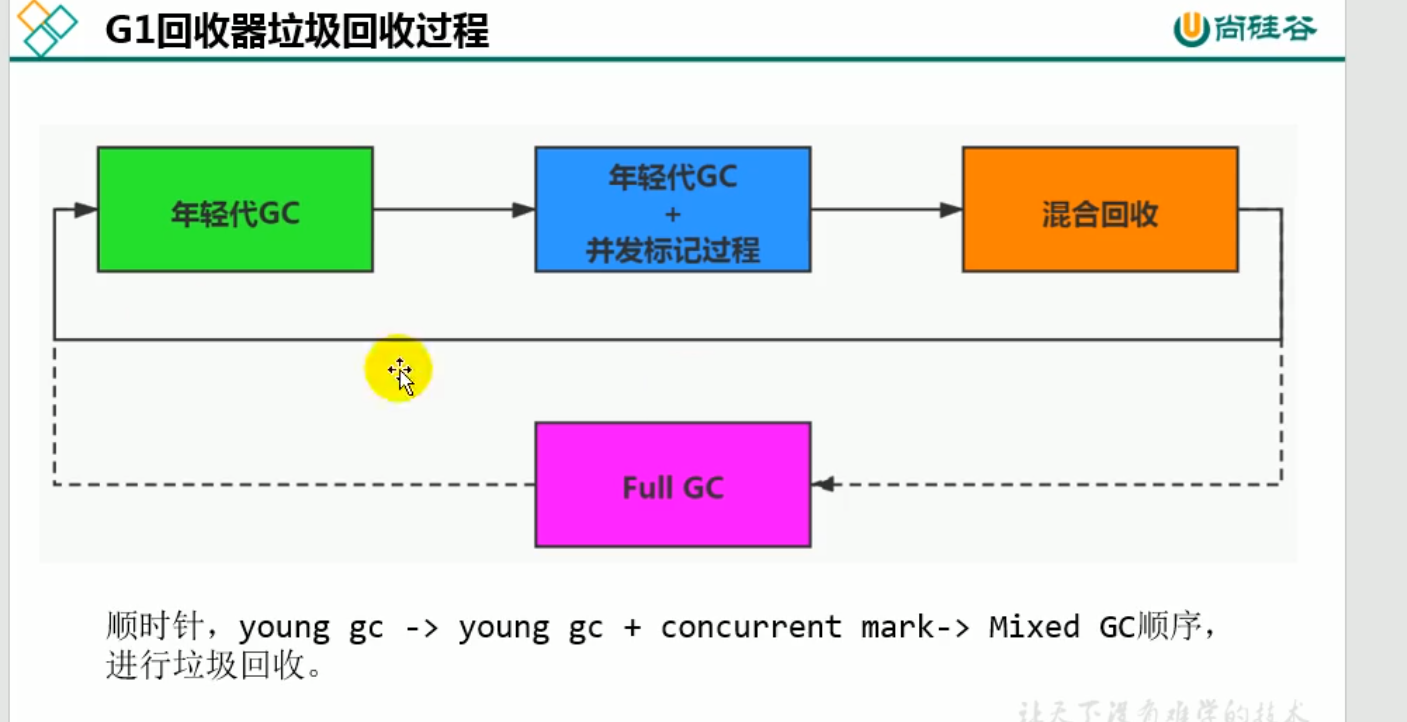 G1回收器垃圾回收过程
尚硅谷
年轻代GC
年轻代GC
+
并发标记过程
混合回收
Full GC
顺时针，young gc -> young gc + concurrent mark-> Mixed GC顺序，
进行垃圾回收。
让天下没有难学的技术